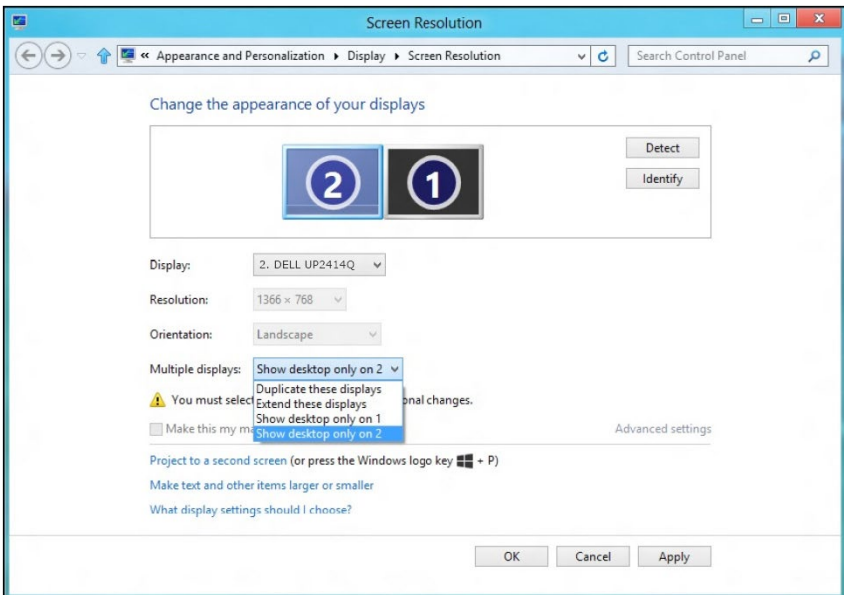 Screen Resolution
« Appearance and Personalization ▸ Display ▸ Screen Resolution
Search Control Panel
Change the appearance of your displays
2
1
Detect
Identify
Display: 2. DELL UP2414Q
Resolution: 1366 × 768
Orientation: Landscape
Multiple displays: Show desktop only on 2
Duplicate these displays
You must select onal changes.
Extend these displays
Show desktop only on 1
Make this my ma
Show desktop only on 2
Advanced settings
Project to a second screen (or press the Windows logo key + P)
Make text and other items larger or smaller
What display settings should I choose?
OK Cancel Apply